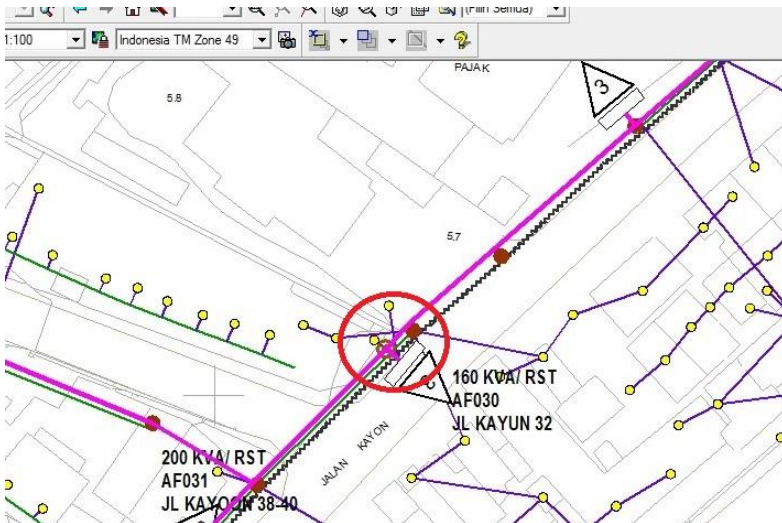 (Filih Semua)
1:100
Indonesia TM Zone 49
PAJAK
3
5.8
5.7
160 KVA/ RST
AF030
JL KAYUN 32
JALAN KAYON
200 KVA/ RST
AF031
JL KAYOON 38-40